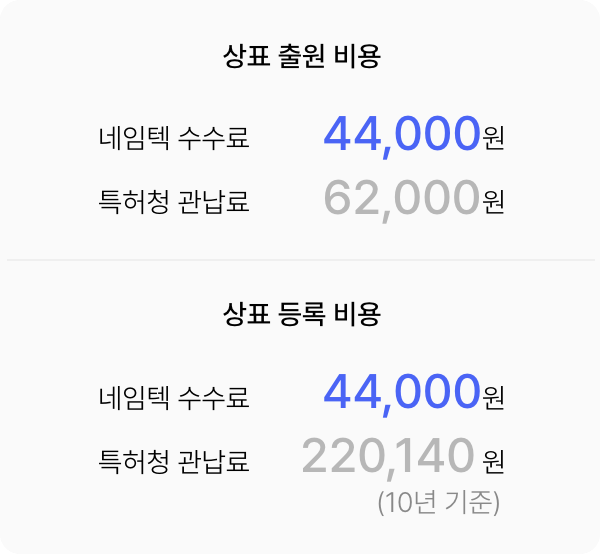 상표 출원 비용
네임텍 수수료 44,000원
특허청 관납료 62,000원
상표 등록 비용
네임텍 수수료 44,000원
특허청 관납료 220,140 원
(10년 기준)